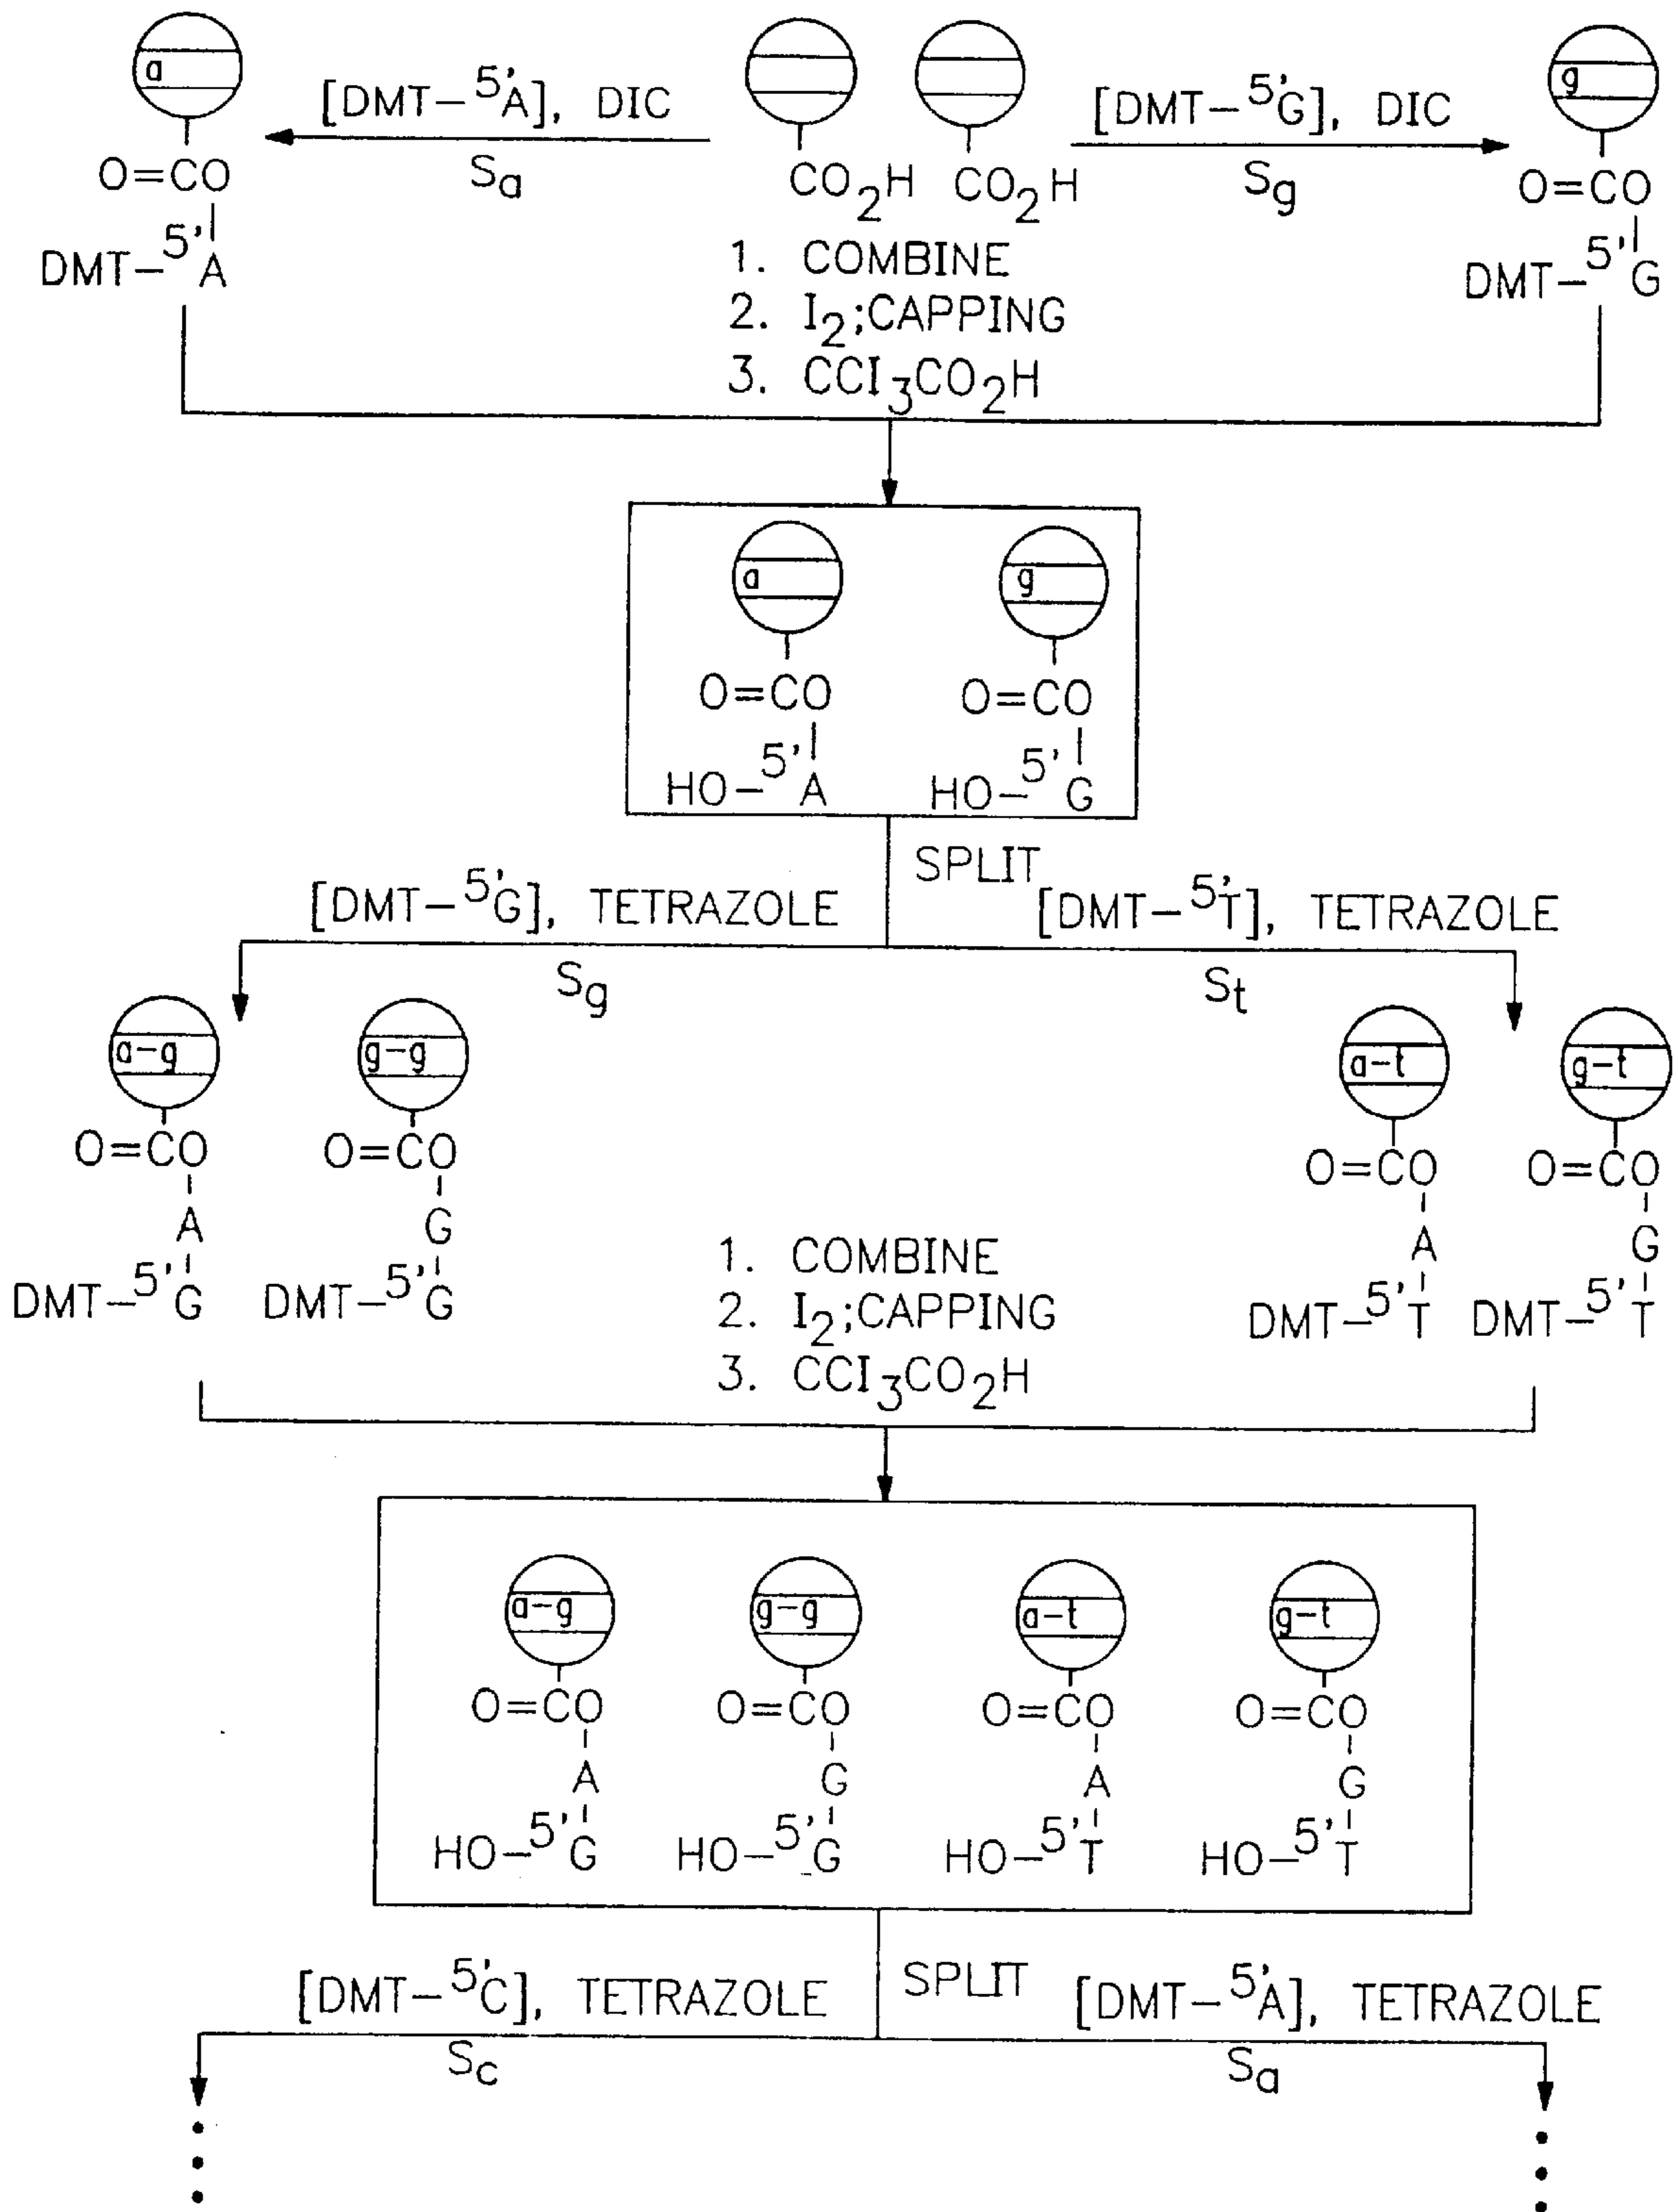 a
g
[DMT-5'A], DIC
[DMT-5'G], DIC
Sa
Sg
O=CO
CO2H CO2H
O=CO
DMT-5'A
DMT-5'G
1. COMBINE
2. I2;CAPPING
3. CCI3CO2H
a
g
O=CO
O=CO
HO-5'A
HO-5'G
SPLIT
[DMT-5'G], TETRAZOLE
[DMT-5'T], TETRAZOLE
Sg
St
a-g
g-g
a-t
g-t
O=CO
O=CO
O=CO
O=CO
A
G
A
G
DMT-5'G
DMT-5'G
DMT-5'T
DMT-5'T
1. COMBINE
2. I2;CAPPING
3. CCI3CO2H
a-g
g-g
a-t
g-t
O=CO
O=CO
O=CO
O=CO
A
G
A
G
HO-5'G
HO-5'G
HO-5'T
HO-5'T
SPLIT
[DMT-5'C], TETRAZOLE
[DMT-5'A], TETRAZOLE
Sc
Sa